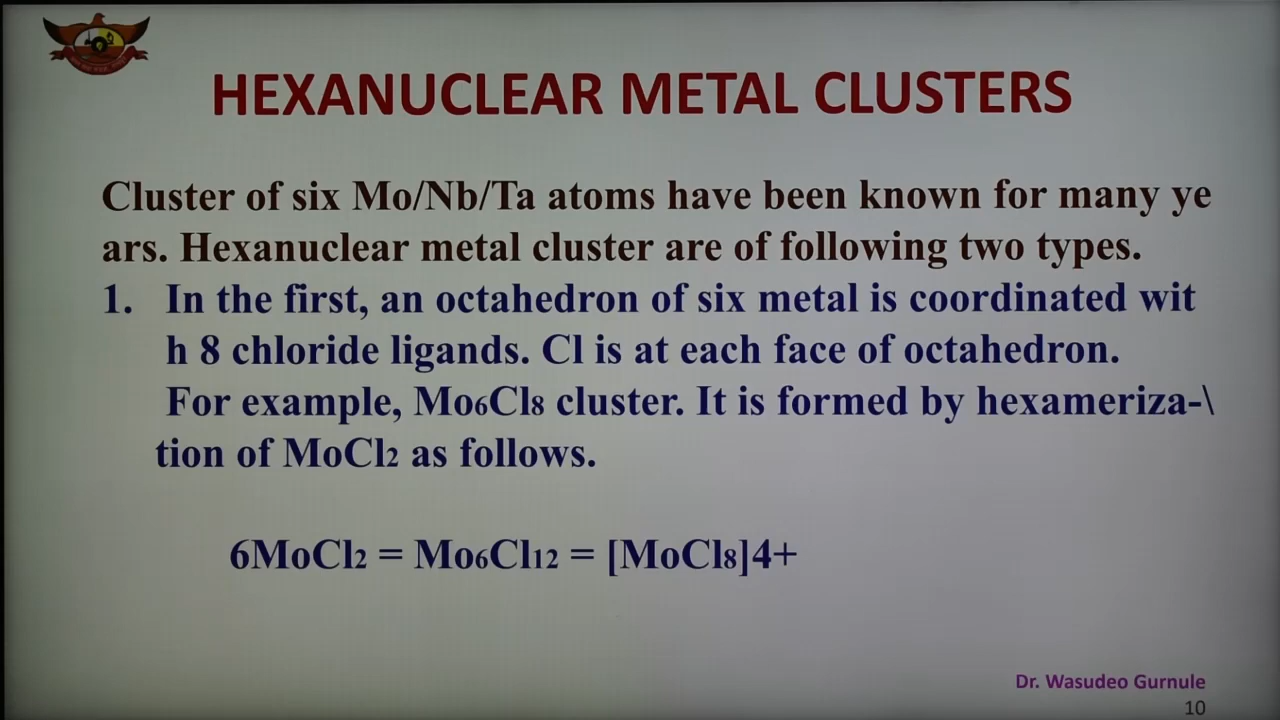 HEXANUCLEAR METAL CLUSTERS
Cluster of six Mo/Nb/Ta atoms have been known for many ye
ars. Hexanuclear metal cluster are of following two types.
1. In the first, an octahedron of six metal is coordinated wit
h 8 chloride ligands. Cl is at each face of octahedron.
For example, Mo₆Cl₈ cluster. It is formed by hexameriza-\
tion of MoCl₂ as follows.
6MoCl₂ = Mo₆Cl₁₂ = [MoCl₈]4+
Dr. Wasudeo Gurnule
10